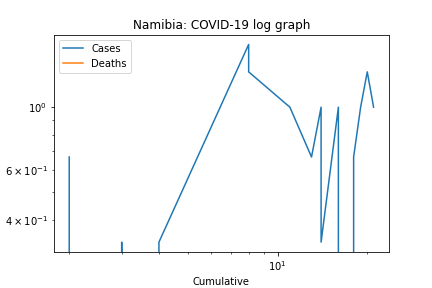 Namibia: COVID-19 log graph
Cases
Deaths
10⁰
6 × 10⁻¹
4 × 10⁻¹
10¹
Cumulative